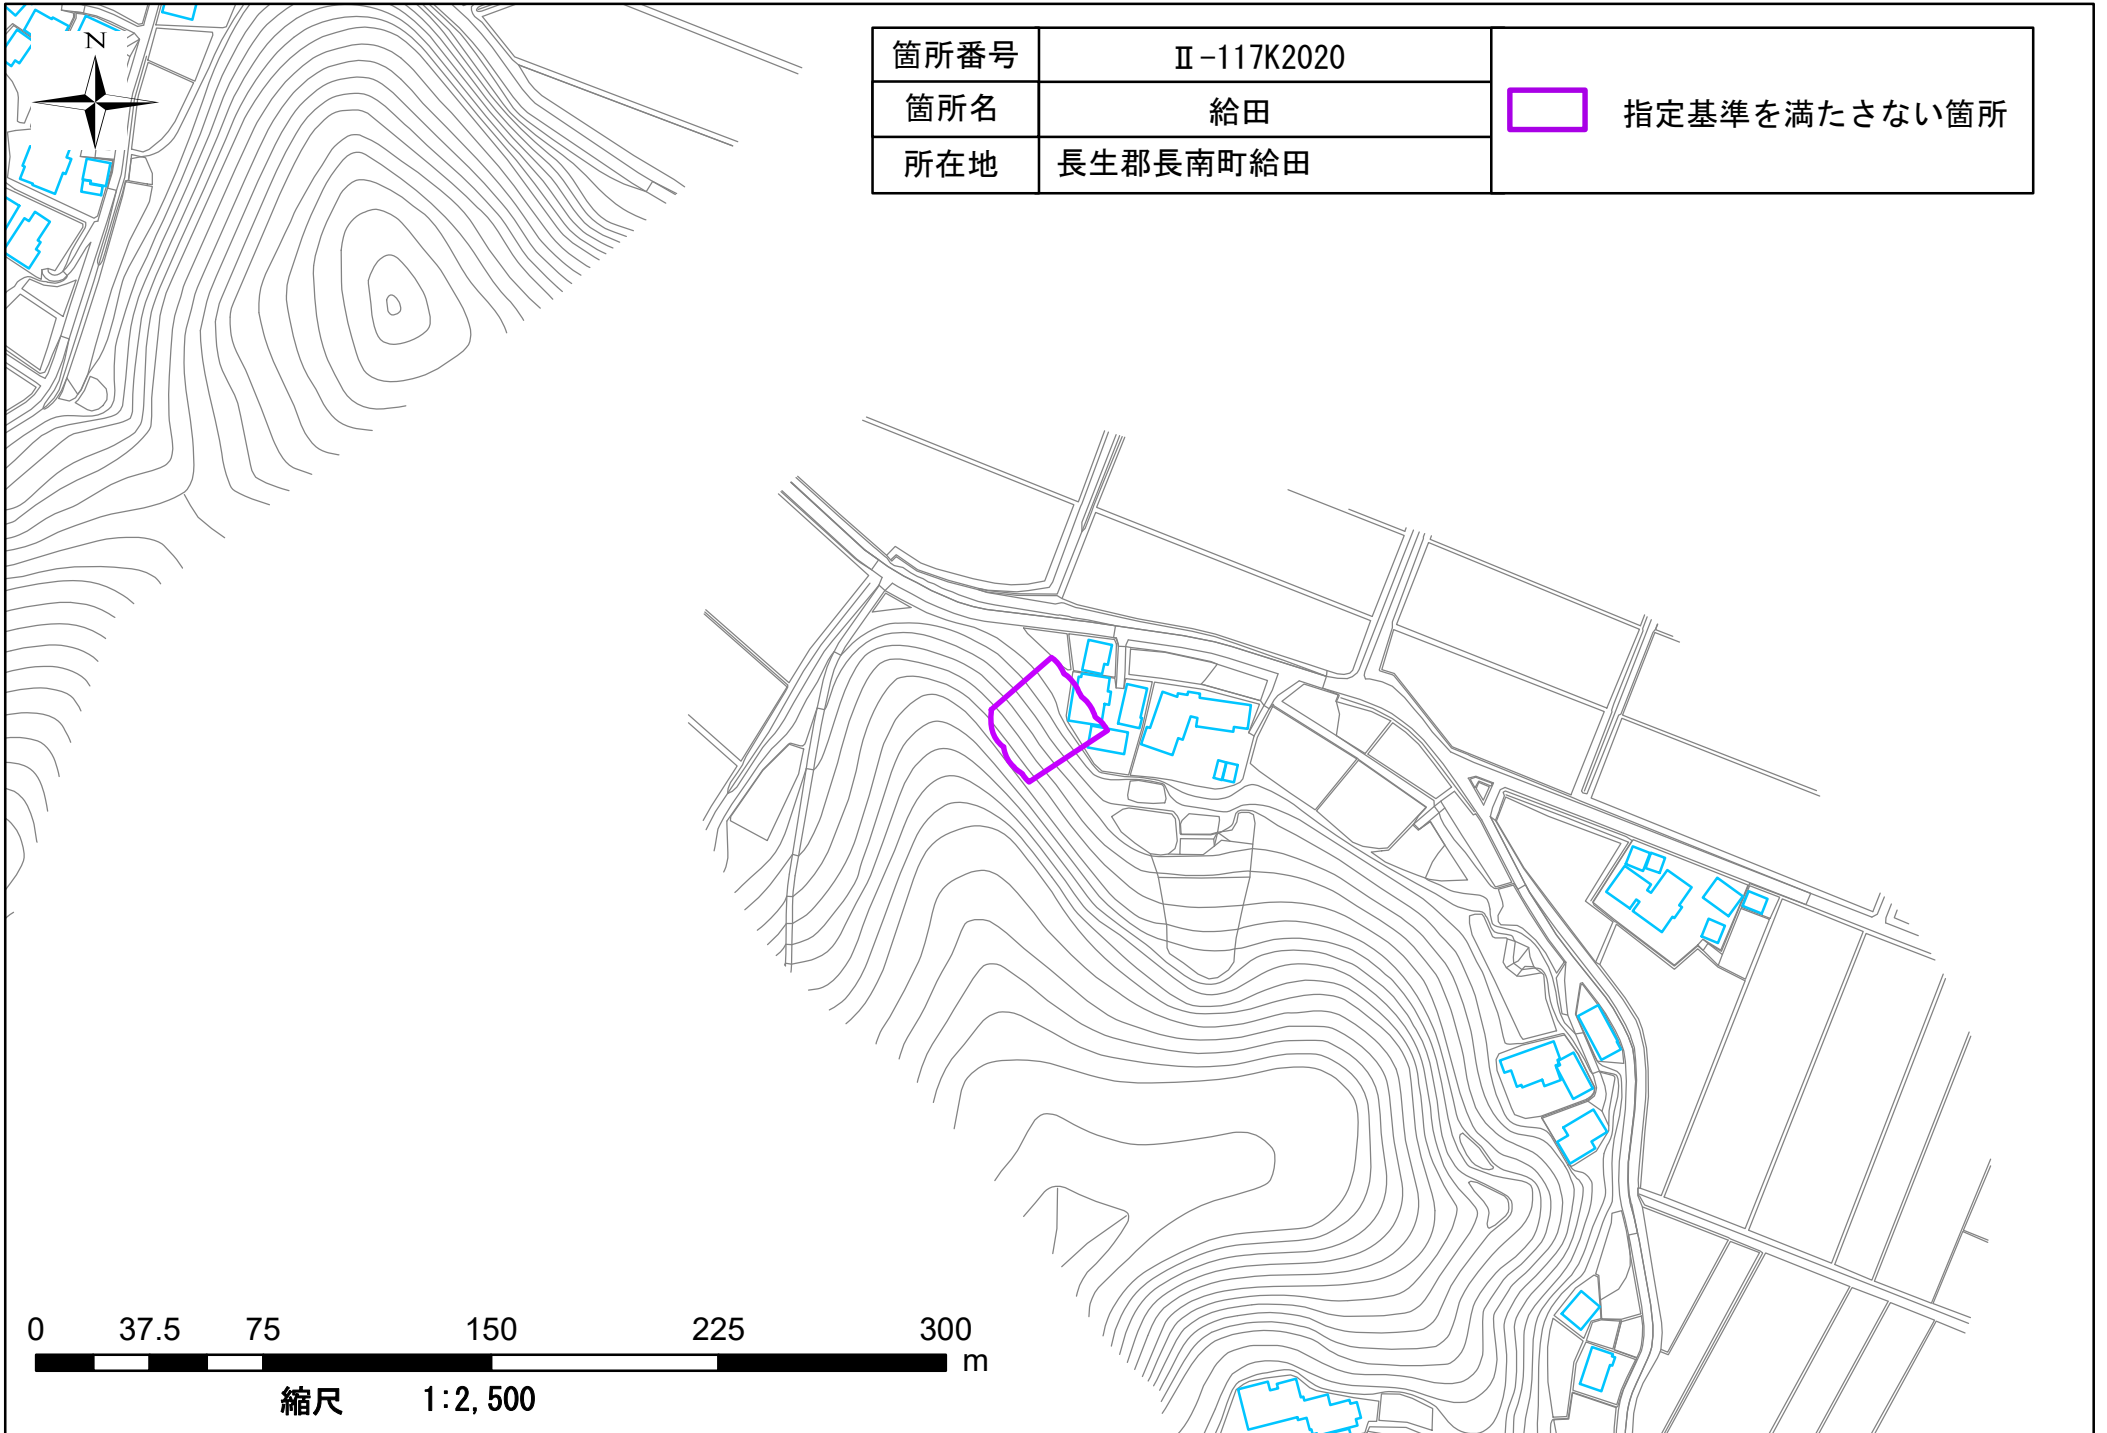 N
箇所番号 Ⅱ-117K2020
箇所名 給田
所在地 長生郡長南町給田
指定基準を満たさない箇所
0 37.5 75 150 225 300
m
縮尺 1:2,500